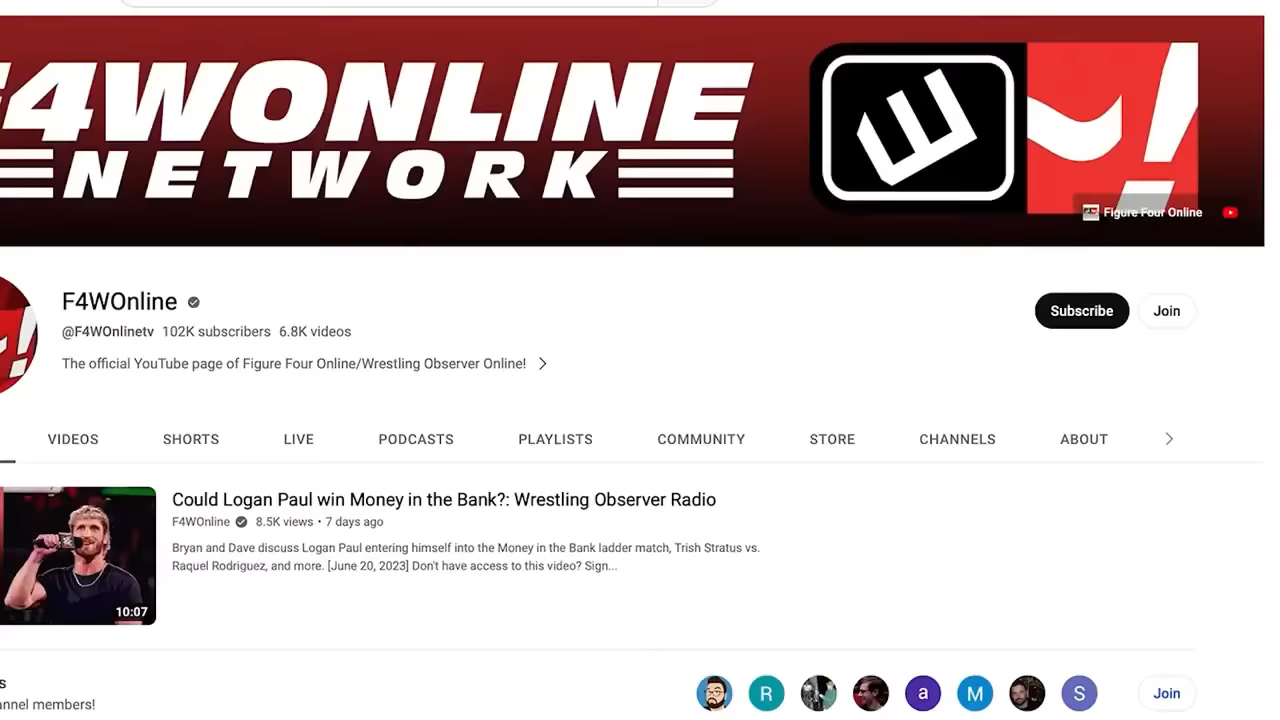 F4WONLINE
NETWORK
Figure Four Online
F4WOnline
@F4WOnlinetv 102K subscribers 6.8K videos
The official YouTube page of Figure Four Online/Wrestling Observer Online!
Subscribe
Join
VIDEOS
SHORTS
LIVE
PODCASTS
PLAYLISTS
COMMUNITY
STORE
CHANNELS
ABOUT
Could Logan Paul win Money in the Bank?: Wrestling Observer Radio
F4WOnline 8.5K views • 7 days ago
Bryan and Dave discuss Logan Paul entering himself into the Money in the Bank ladder match, Trish Stratus vs.
Raquel Rodriguez, and more. [June 20, 2023] Don't have access to this video? Sign...
10:07
s
annel members!
R
a
M
S
Join